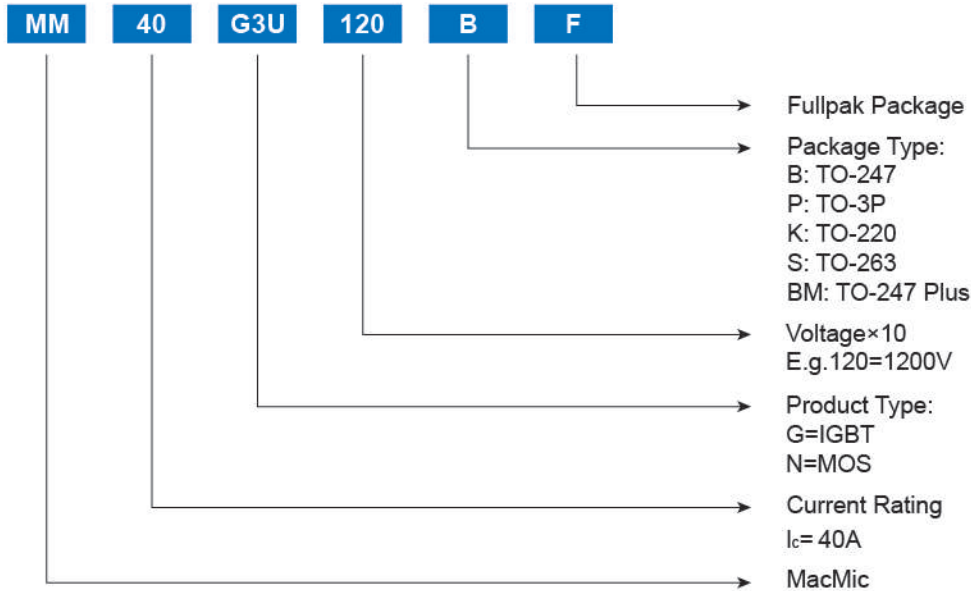 MM 40 G3U 120 B F
Fullpak Package
Package Type:
B: TO-247
P: TO-3P
K: TO-220
S: TO-263
BM: TO-247 Plus
Voltage×10
E.g.120=1200V
Product Type:
G=IGBT
N=MOS
Current Rating
Ic= 40A
MacMic